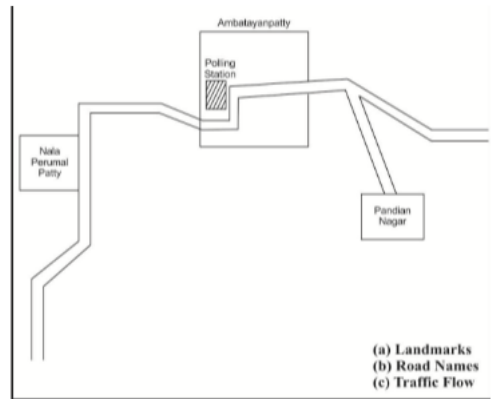 Ambatayanpatty
Polling
Station
Nala
Perumal
Patty
Pandian
Nagar
(a) Landmarks
(b) Road Names
(c) Traffic Flow